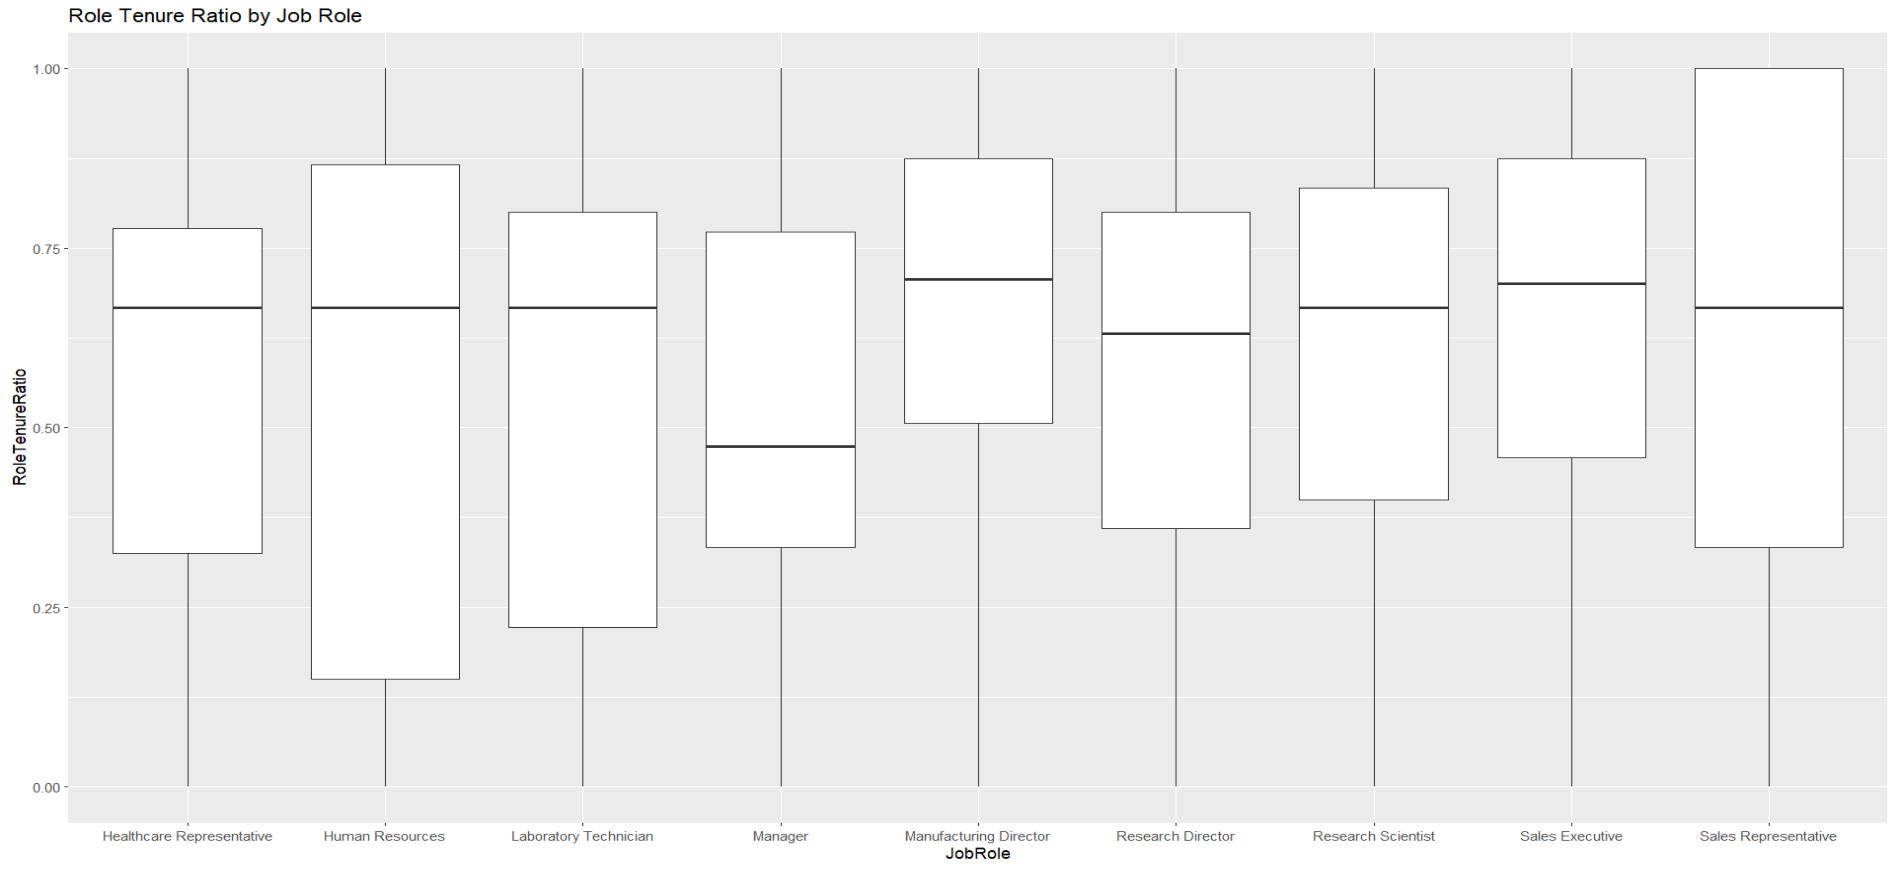 Role Tenure Ratio by Job Role
1.00
0.75
0.50
0.25
0.00
RoleTenureRatio
Healthcare Representative Human Resources Laboratory Technician Manager Manufacturing Director Research Director Research Scientist Sales Executive Sales Representative
JobRole